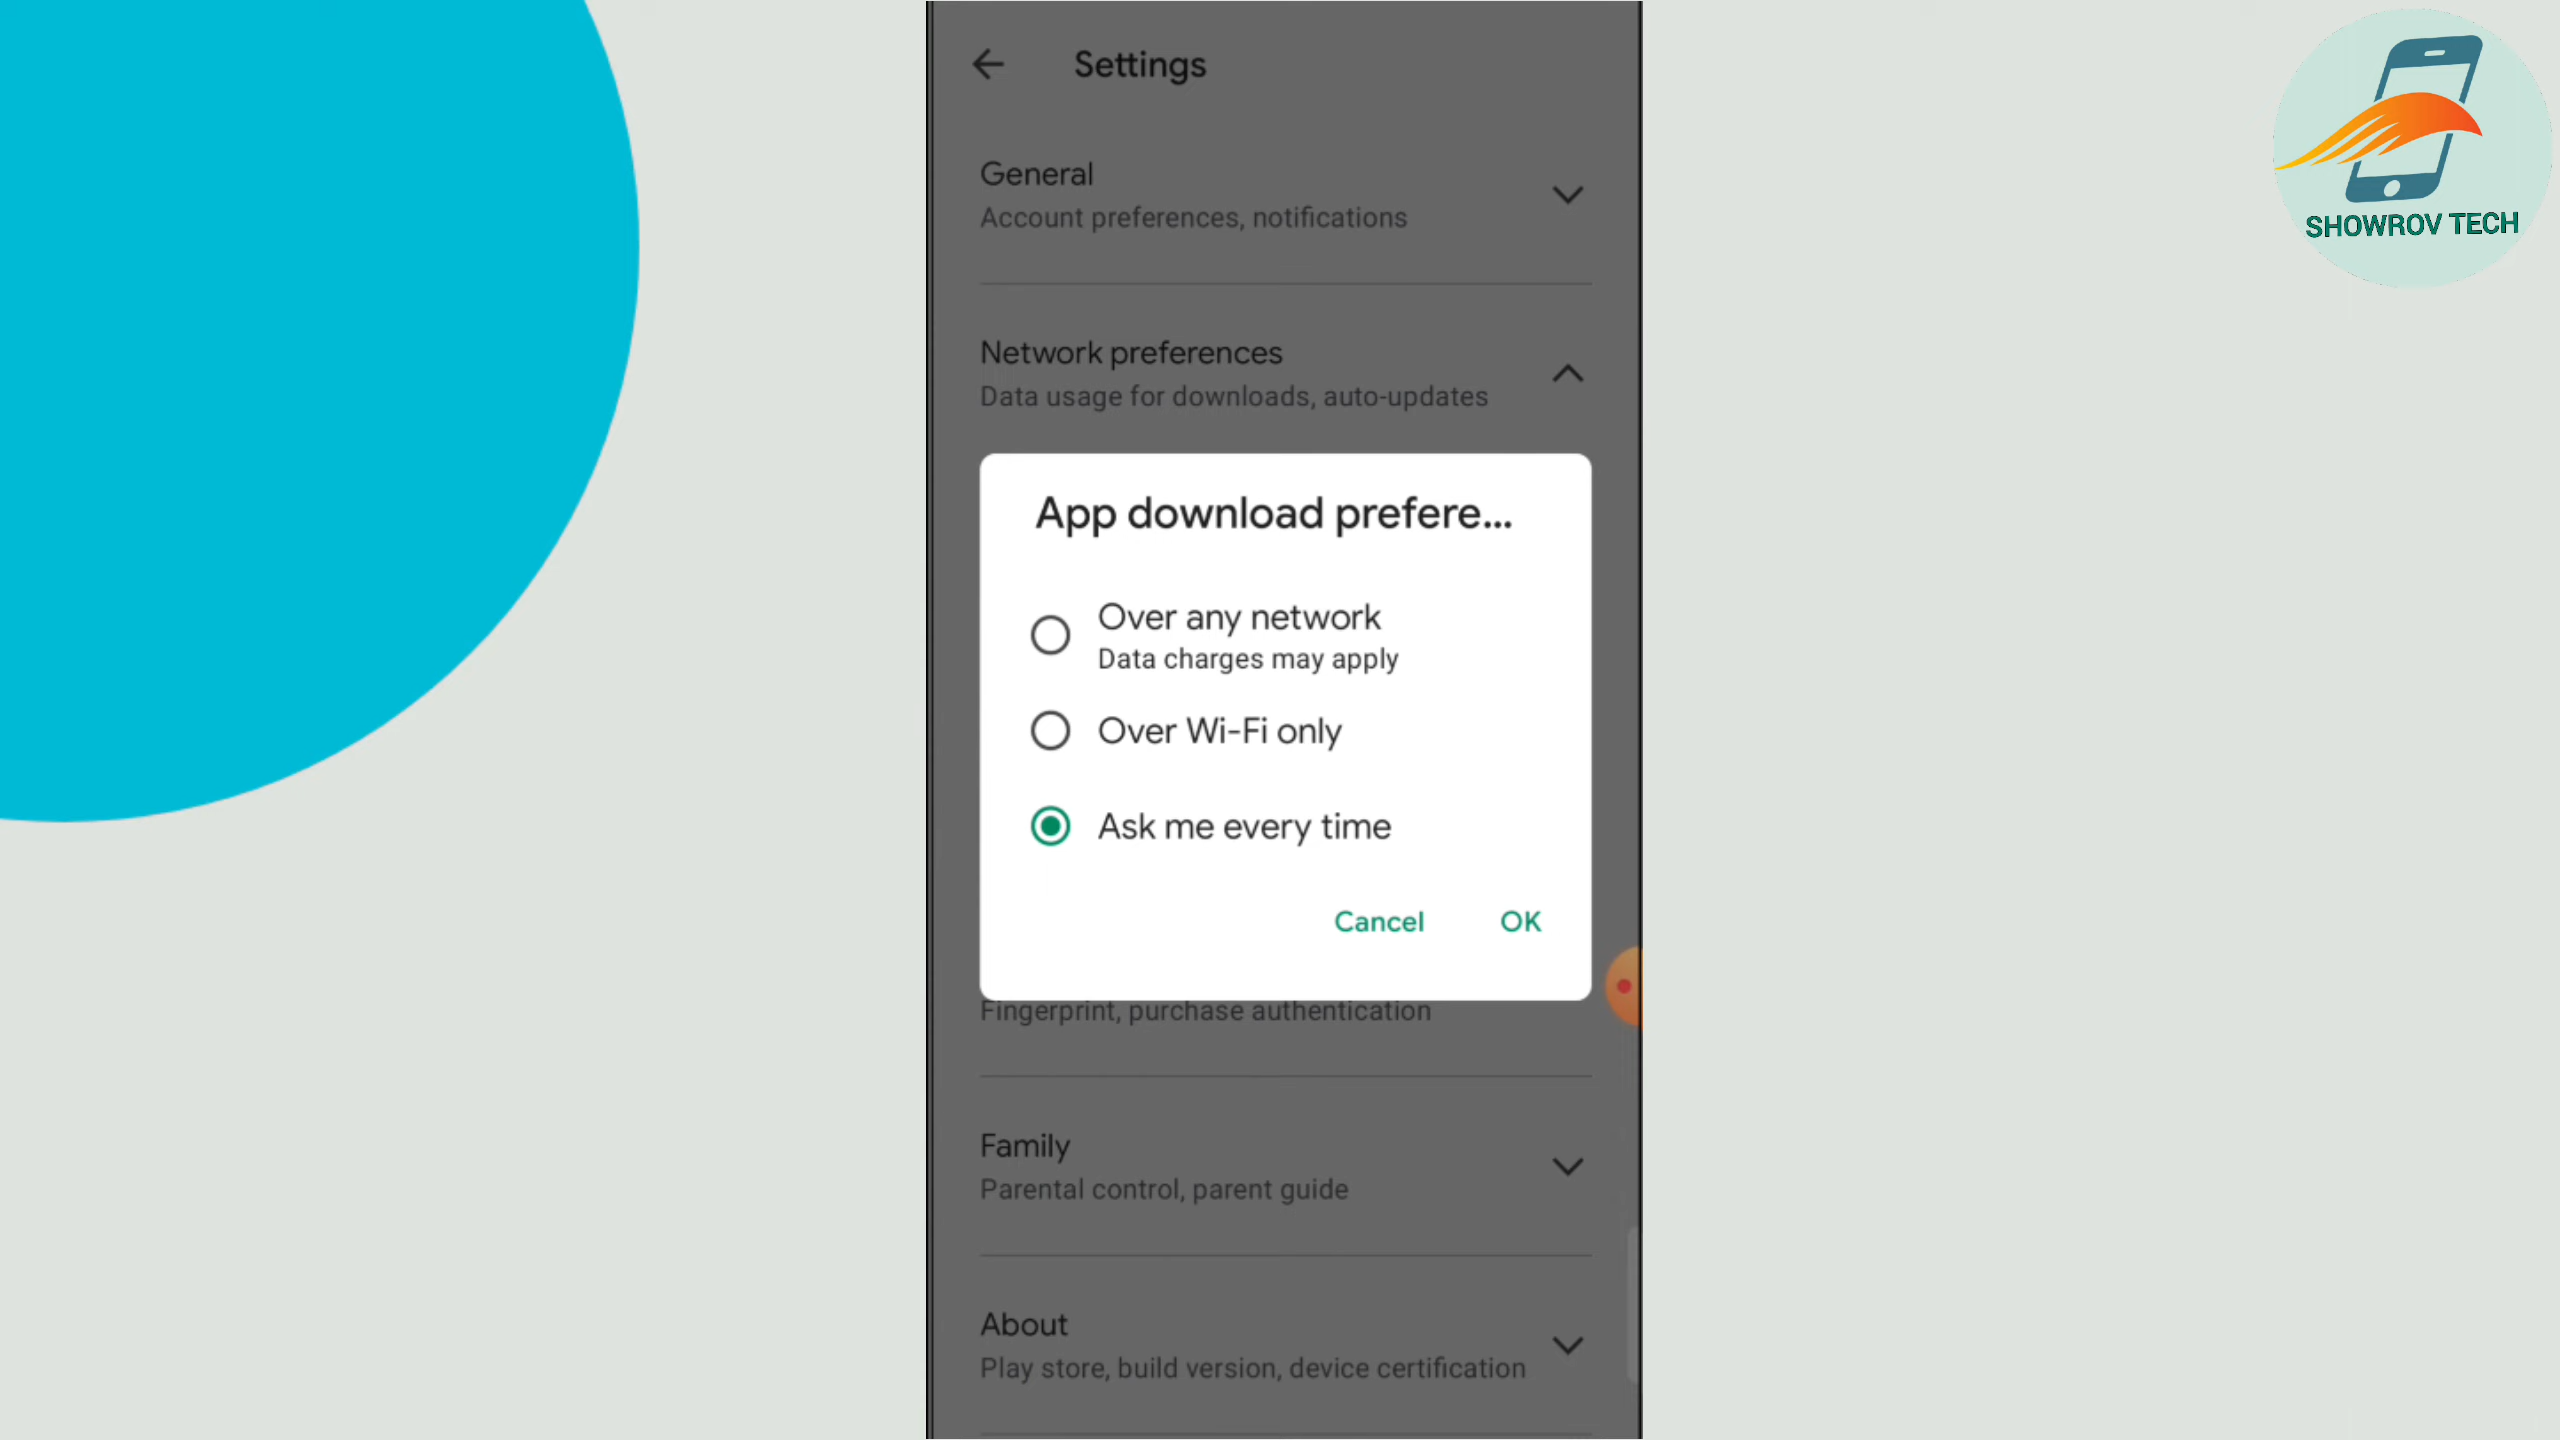 Settings
General
Account preferences, notifications
Network preferences
Data usage for downloads, auto-updates
App download prefere...
Over any network
Data charges may apply
Over Wi-Fi only
Ask me every time
Cancel OK
Fingerprint, purchase authentication
Family
Parental control, parent guide
About
Play store, build version, device certification
SHOWROV TECH